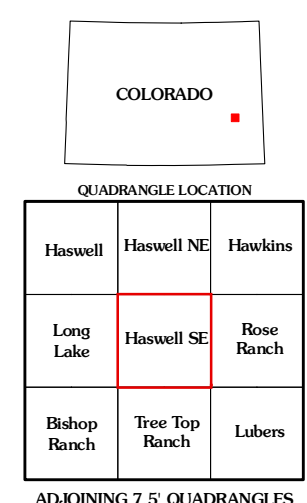 COLORADO
QUADRANGLE LOCATION
Haswell
Haswell NE
Hawkins
Long
Lake
Haswell SE
Rose
Ranch
Bishop
Ranch
Tree Top
Ranch
Lubers
ADJOINING 7.5' QUADRANGLES